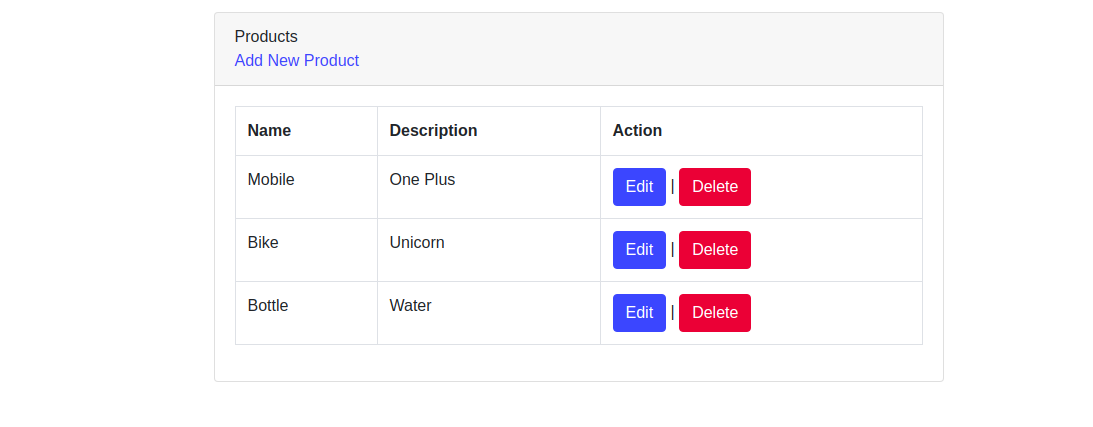 Products
Add New Product
Name Description Action
Mobile One Plus Edit | Delete
Bike Unicorn Edit | Delete
Bottle Water Edit | Delete